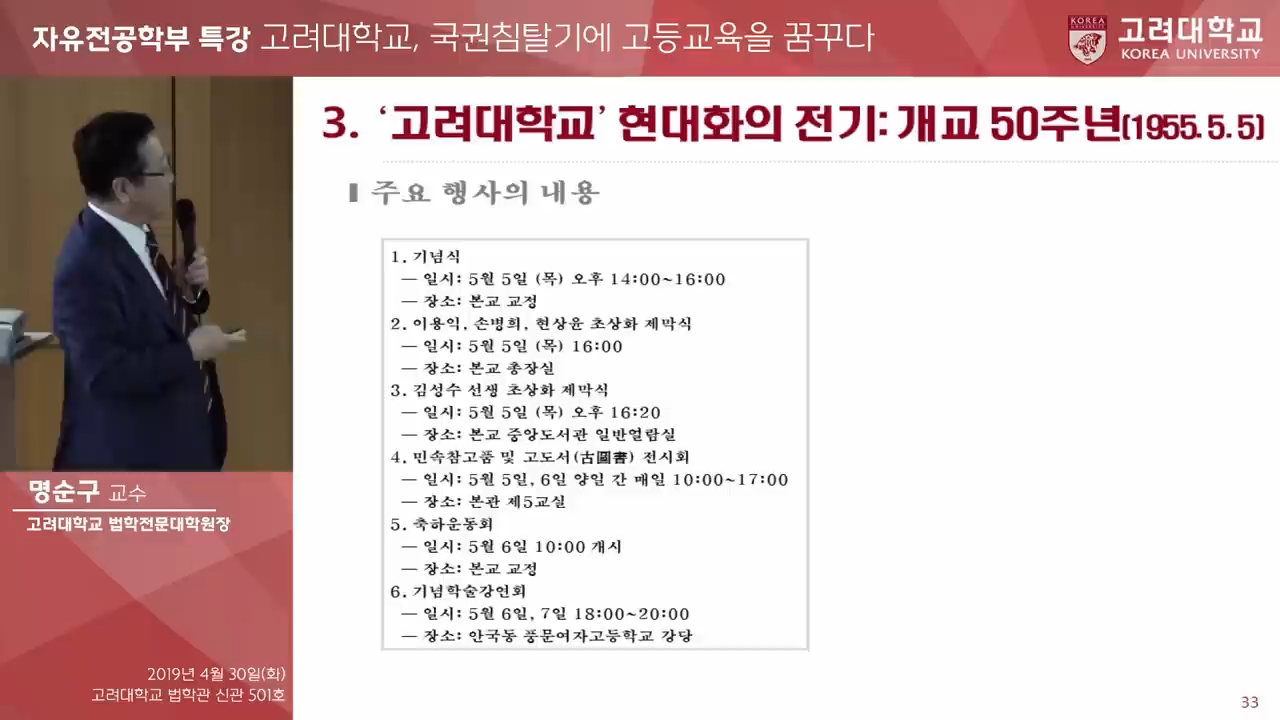 자유전공학부 특강 고려대학교, 국권침탈기에 고등교육을 꿈꾸다
KOREA
고려대학교
KOREA UNIVERSITY
3. ‘고려대학교’ 현대화의 전기: 개교 50주년(1955. 5. 5)
주요 행사의 내용
1. 기념식
— 일시: 5월 5일 (목) 오후 14:00~16:00
— 장소: 본교 교정
2. 이용익, 손병희, 현상윤 초상화 제막식
— 일시: 5월 5일 (목) 16:00
— 장소: 본교 총장실
3. 김성수 선생 초상화 제막식
— 일시: 5월 5일 (목) 오후 16:20
— 장소: 본교 중앙도서관 일반열람실
4. 민속참고품 및 고도서(古圖書) 전시회
— 일시: 5월 5일, 6일 양일 간 매일 10:00~17:00
— 장소: 본관 제5교실
5. 축하운동회
— 일시: 5월 6일 10:00 개시
— 장소: 본교 교정
6. 기념학술강연회
— 일시: 5월 6일, 7일 18:00~20:00
— 장소: 안국동 풍문여자고등학교 강당
명순구 교수
고려대학교 법학전문대학원장
2019년 4월 30일(화)
고려대학교 법학관 신관 501호
33